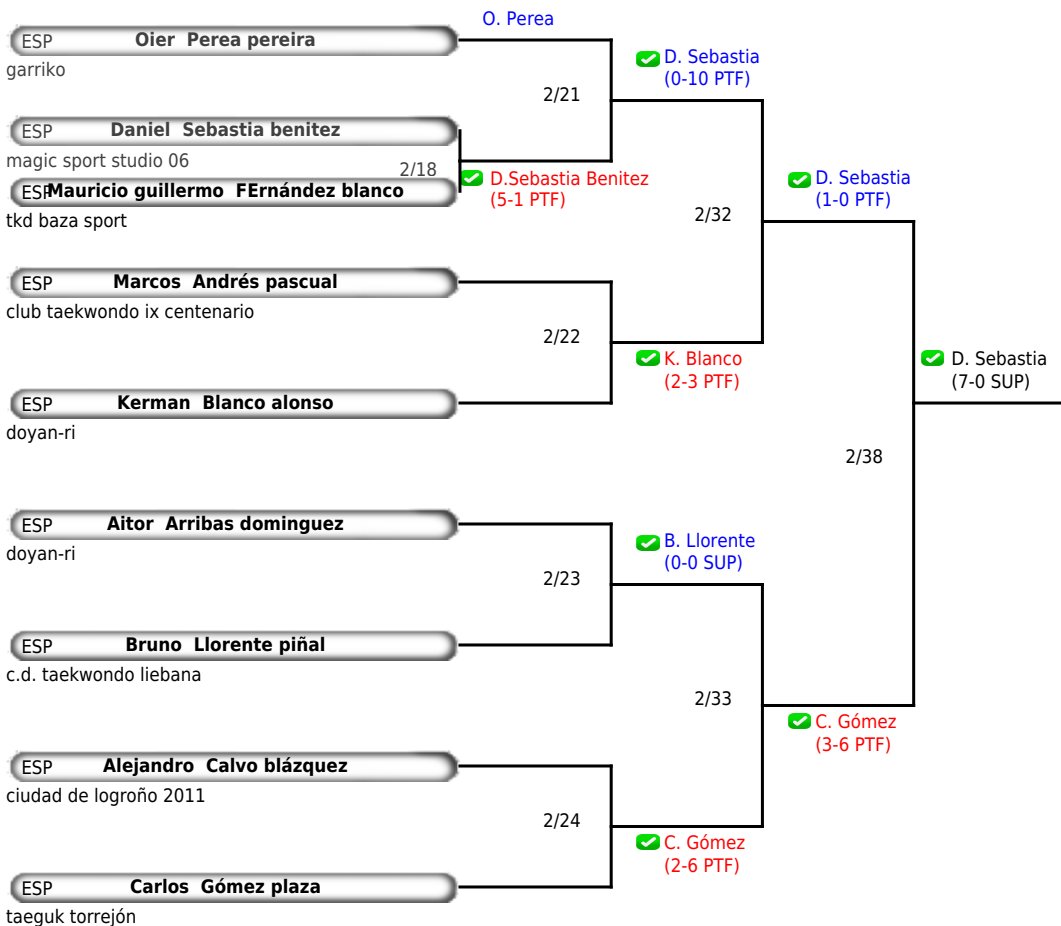 O. Perea
ESP Oier Perea pereira
garriko
D. Sebastia
(0-10 PTF)
2/21
ESP Daniel Sebastia benitez
magic sport studio 06
2/18
D.Sebastia Benitez
(5-1 PTF)
ESP Mauricio guillermo FErnández blanco
tkd baza sport
D. Sebastia
(1-0 PTF)
2/32
ESP Marcos Andrés pascual
club taekwondo ix centenario
2/22
K. Blanco
(2-3 PTF)
D. Sebastia
(7-0 SUP)
ESP Kerman Blanco alonso
doyan-ri
2/38
ESP Aitor Arribas dominguez
doyan-ri
B. Llorente
(0-0 SUP)
2/23
ESP Bruno Llorente piñal
c.d. taekwondo liebana
2/33
C. Gómez
(3-6 PTF)
ESP Alejandro Calvo blázquez
ciudad de logroño 2011
2/24
C. Gómez
(2-6 PTF)
ESP Carlos Gómez plaza
taeguk torrejón